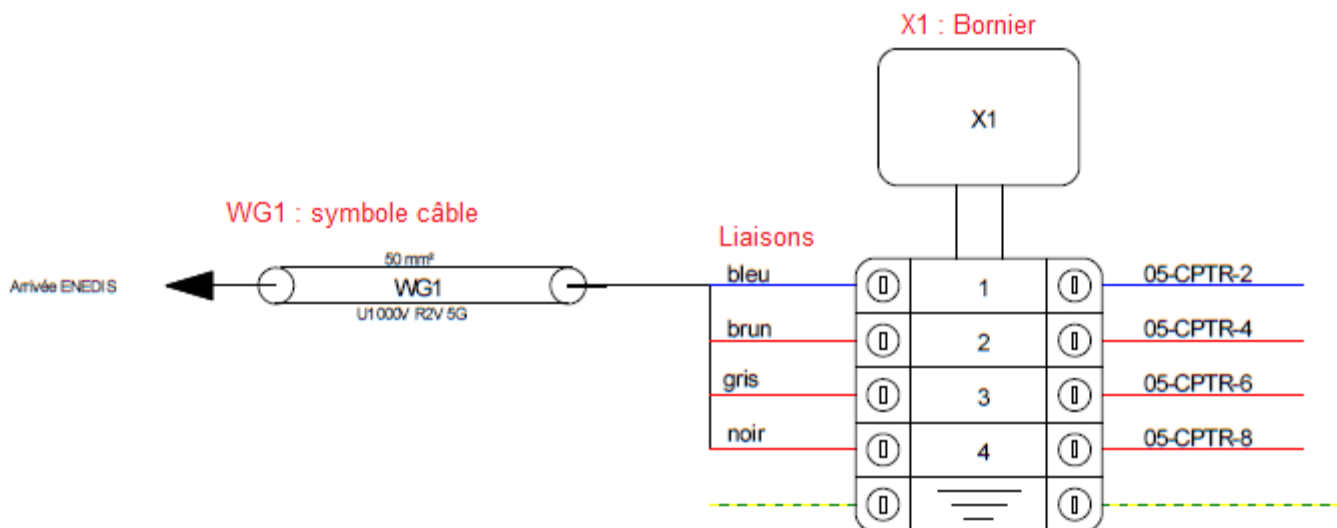 X1 : Bornier
X1
WG1 : symbole câble
50 mm²
WG1
U1000V R2V 5G
Arrivée ENEDIS
Liaisons
bleu 1 05-CPTR-2
brun 2 05-CPTR-4
gris 3 05-CPTR-6
noir 4 05-CPTR-8